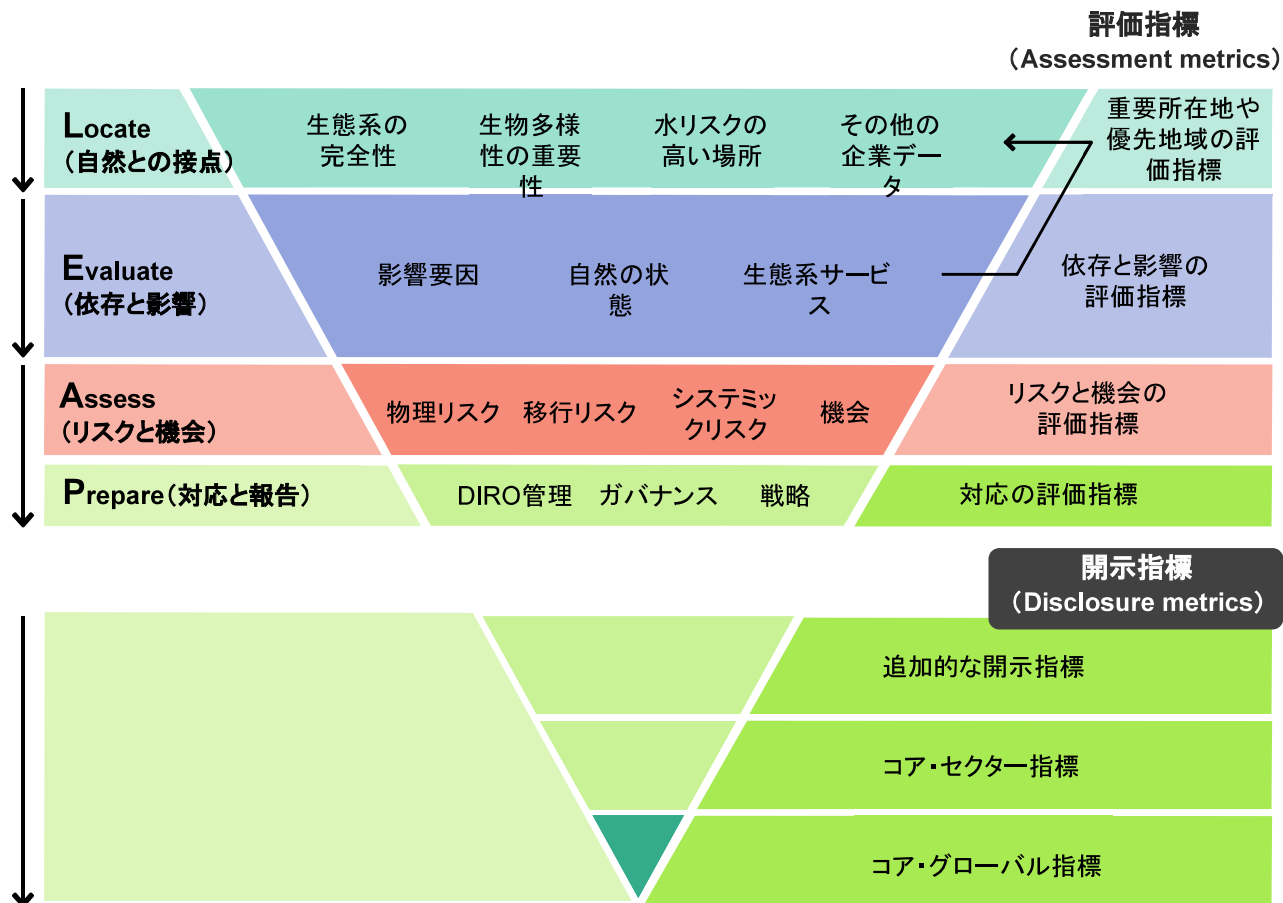 評価指標
（Assessment metrics）
Locate
（自然との接点）
生態系の
完全性
生物多様
性の重要
性
水リスクの
高い場所
その他の
企業デー
タ
重要所在地や
優先地域の評
価指標
Evaluate
（依存と影響）
影響要因
自然の状
態
生態系サービ
ス
依存と影響の
評価指標
Assess
（リスクと機会）
物理リスク
移行リスク
システミッ
クリスク
機会
リスクと機会の
評価指標
Prepare（対応と報告）
DIRO管理
ガバナンス
戦略
対応の評価指標
開示指標
（Disclosure metrics）
追加的な開示指標
コア・セクター指標
コア・グローバル指標